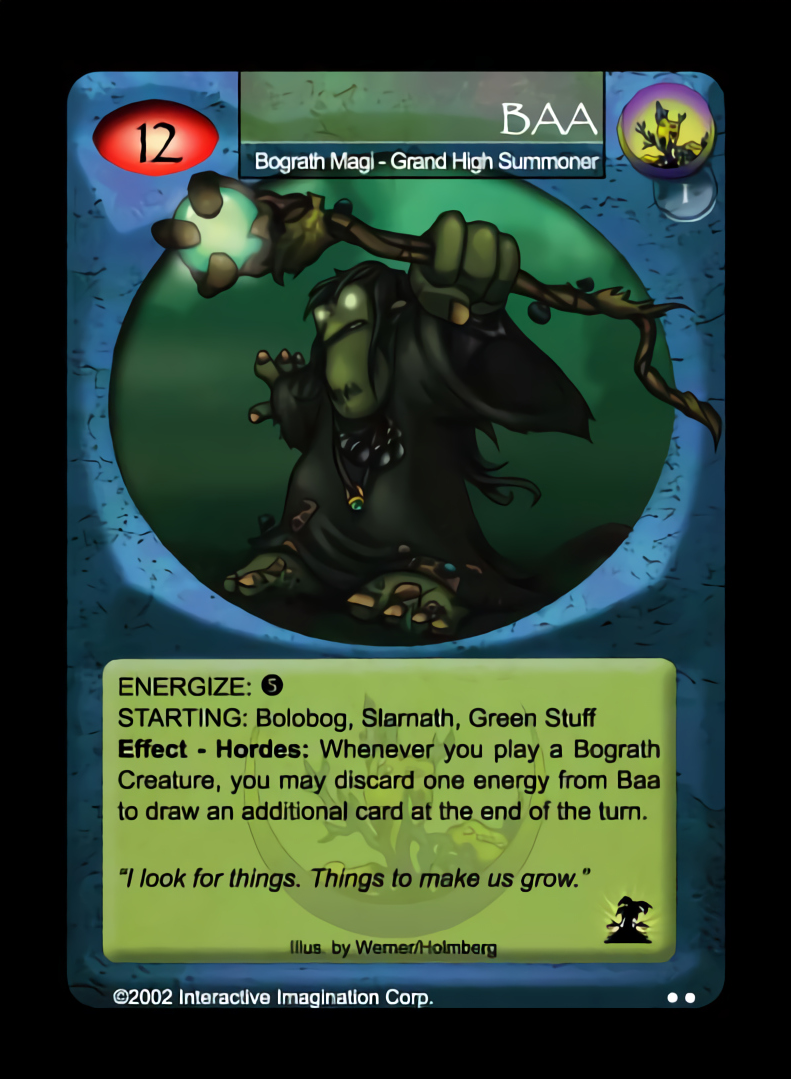 12
BAA
Bograth Magi - Grand High Summoner
1
ENERGIZE: 5
STARTING: Bolobog, Slarnath, Green Stuff
Effect - Hordes: Whenever you play a Bograth
Creature, you may discard one energy from Baa
to draw an additional card at the end of the turn.
"I look for things. Things to make us grow."
Illus. by Werner/Holmberg
©2002 Interactive Imagination Corp.